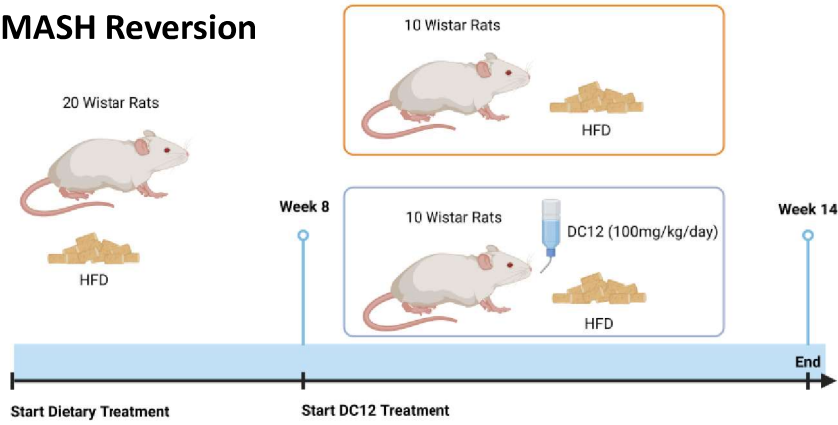 MASH Reversion
10 Wistar Rats
HFD
20 Wistar Rats
HFD
Week 8
10 Wistar Rats
DC12 (100mg/kg/day)
HFD
Week 14
End
Start Dietary Treatment
Start DC12 Treatment